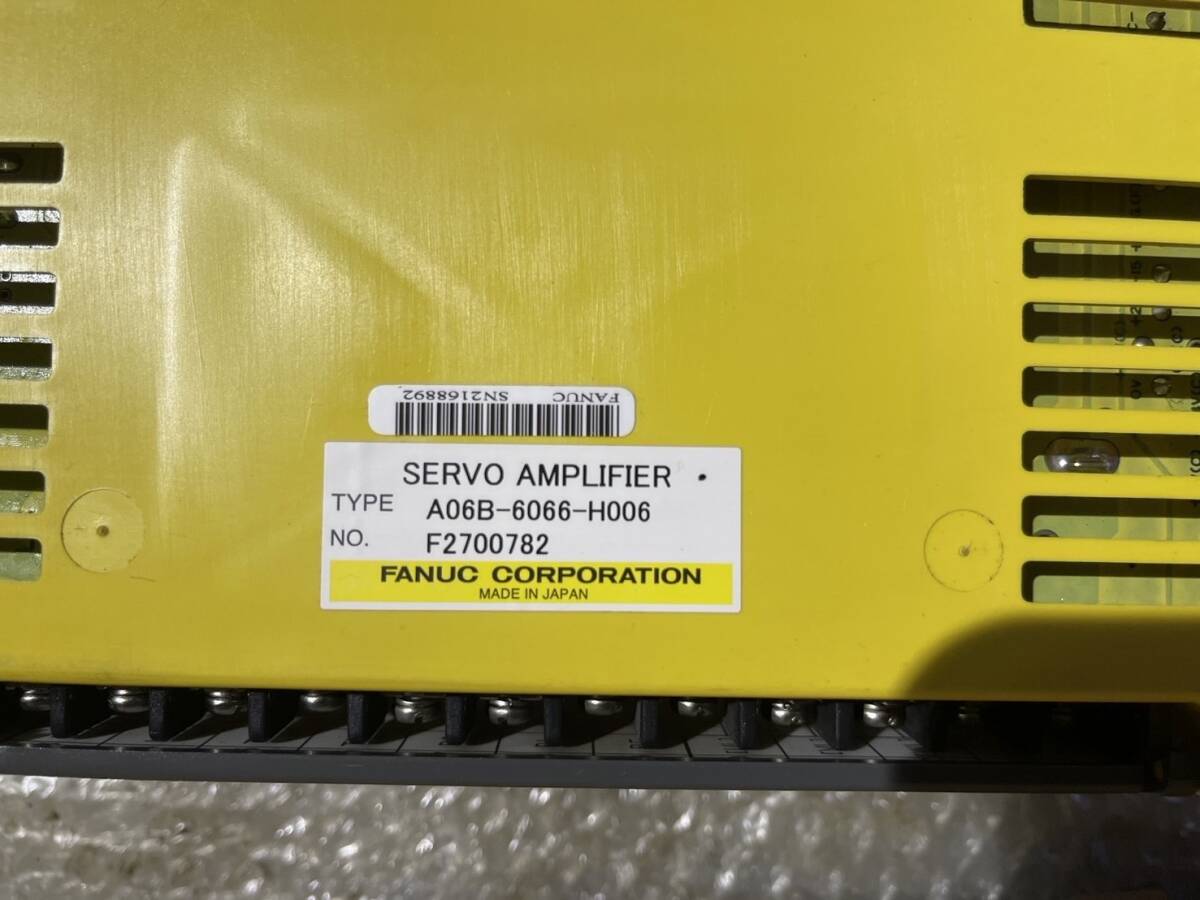 FANUC SN2168892
SERVO AMPLIFIER
TYPE A06B-6066-H006
NO. F2700782
FANUC CORPORATION
MADE IN JAPAN